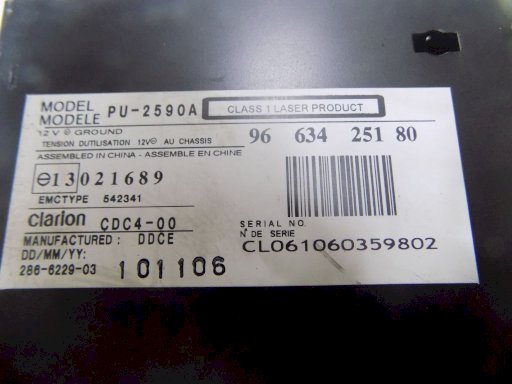 MODEL
MODELE PU-2590A CLASS 1 LASER PRODUCT
12V ⊖ GROUND
TENSION DUTILISATION 12V⊖ AU CHASSIS
96 634 251 80
ASSEMBLED IN CHINA - ASSEMBLE EN CHINE
e13 021689
EMCTYPE 542341
clarion CDC4-00
SERIAL NO.
N° DE SERIE
MANUFACTURED : DDCE
CL061060359802
DD/MM/YY:
286-6229-03 101106